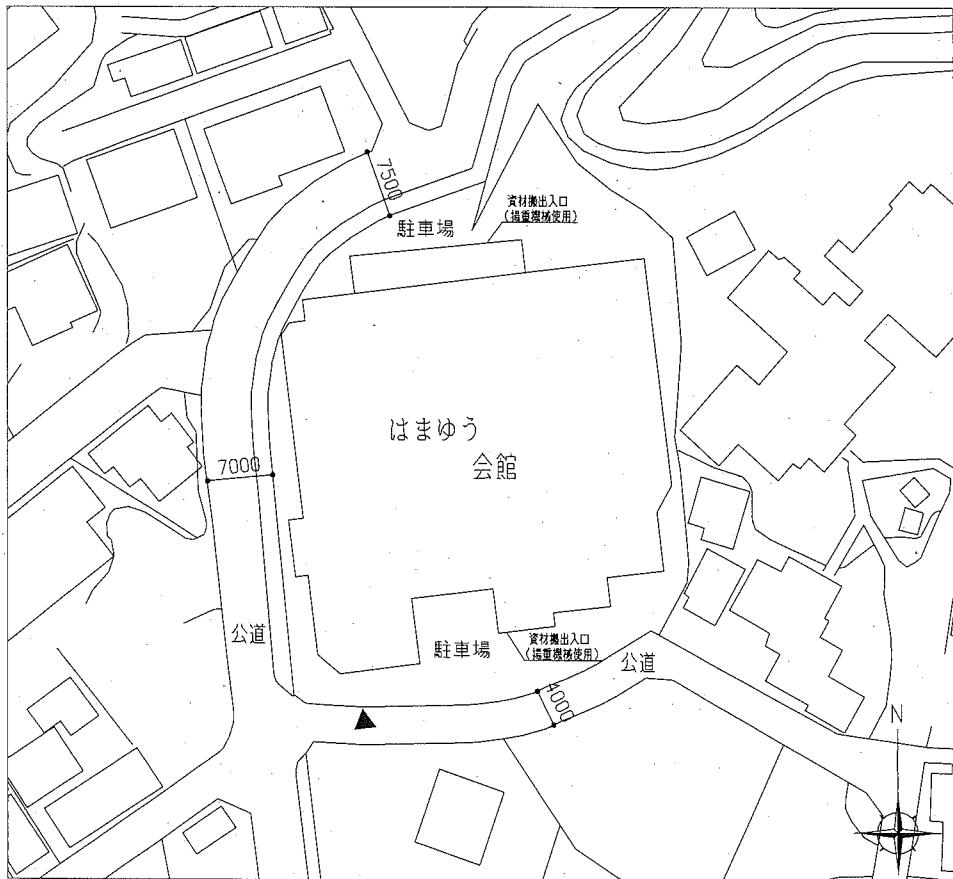 7500
資材搬出入口
(揚重機械使用)
駐車場
はまゆう
会館
7000
公道
駐車場
資材搬出入口
(揚重機械使用)
公道
4000
N